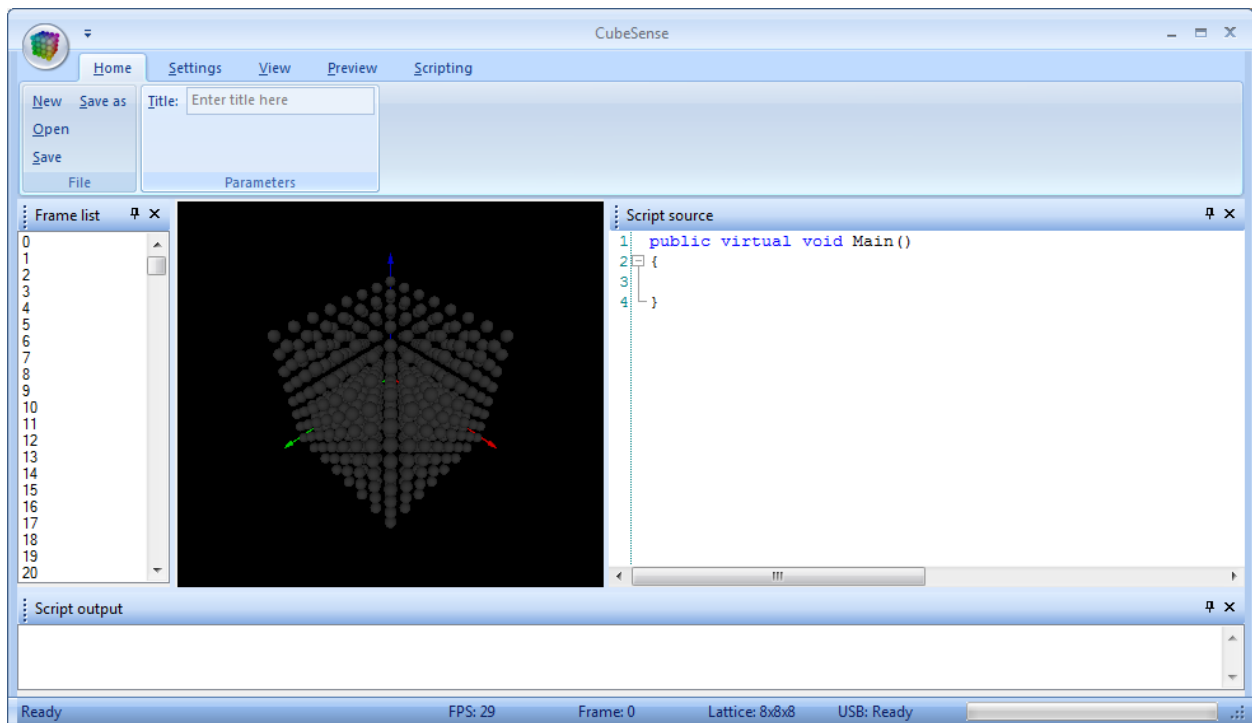 CubeSense
Home Settings View Preview Scripting
New Save as Title: Enter title here
Open
Save
File Parameters
Frame list
0
1
2
3
4
5
6
7
8
9
10
11
12
13
14
15
16
17
18
19
20
Script source
1 public virtual void Main()
2 {
3
4 }
Script output
Ready FPS: 29 Frame: 0 Lattice: 8x8x8 USB: Ready